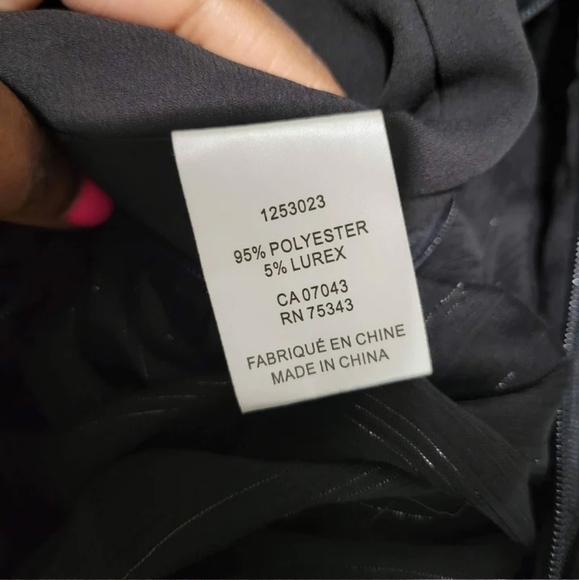 1253023
95% POLYESTER
5% LUREX
CA 07043
RN 75343
FABRIQUÉ EN CHINE
MADE IN CHINA